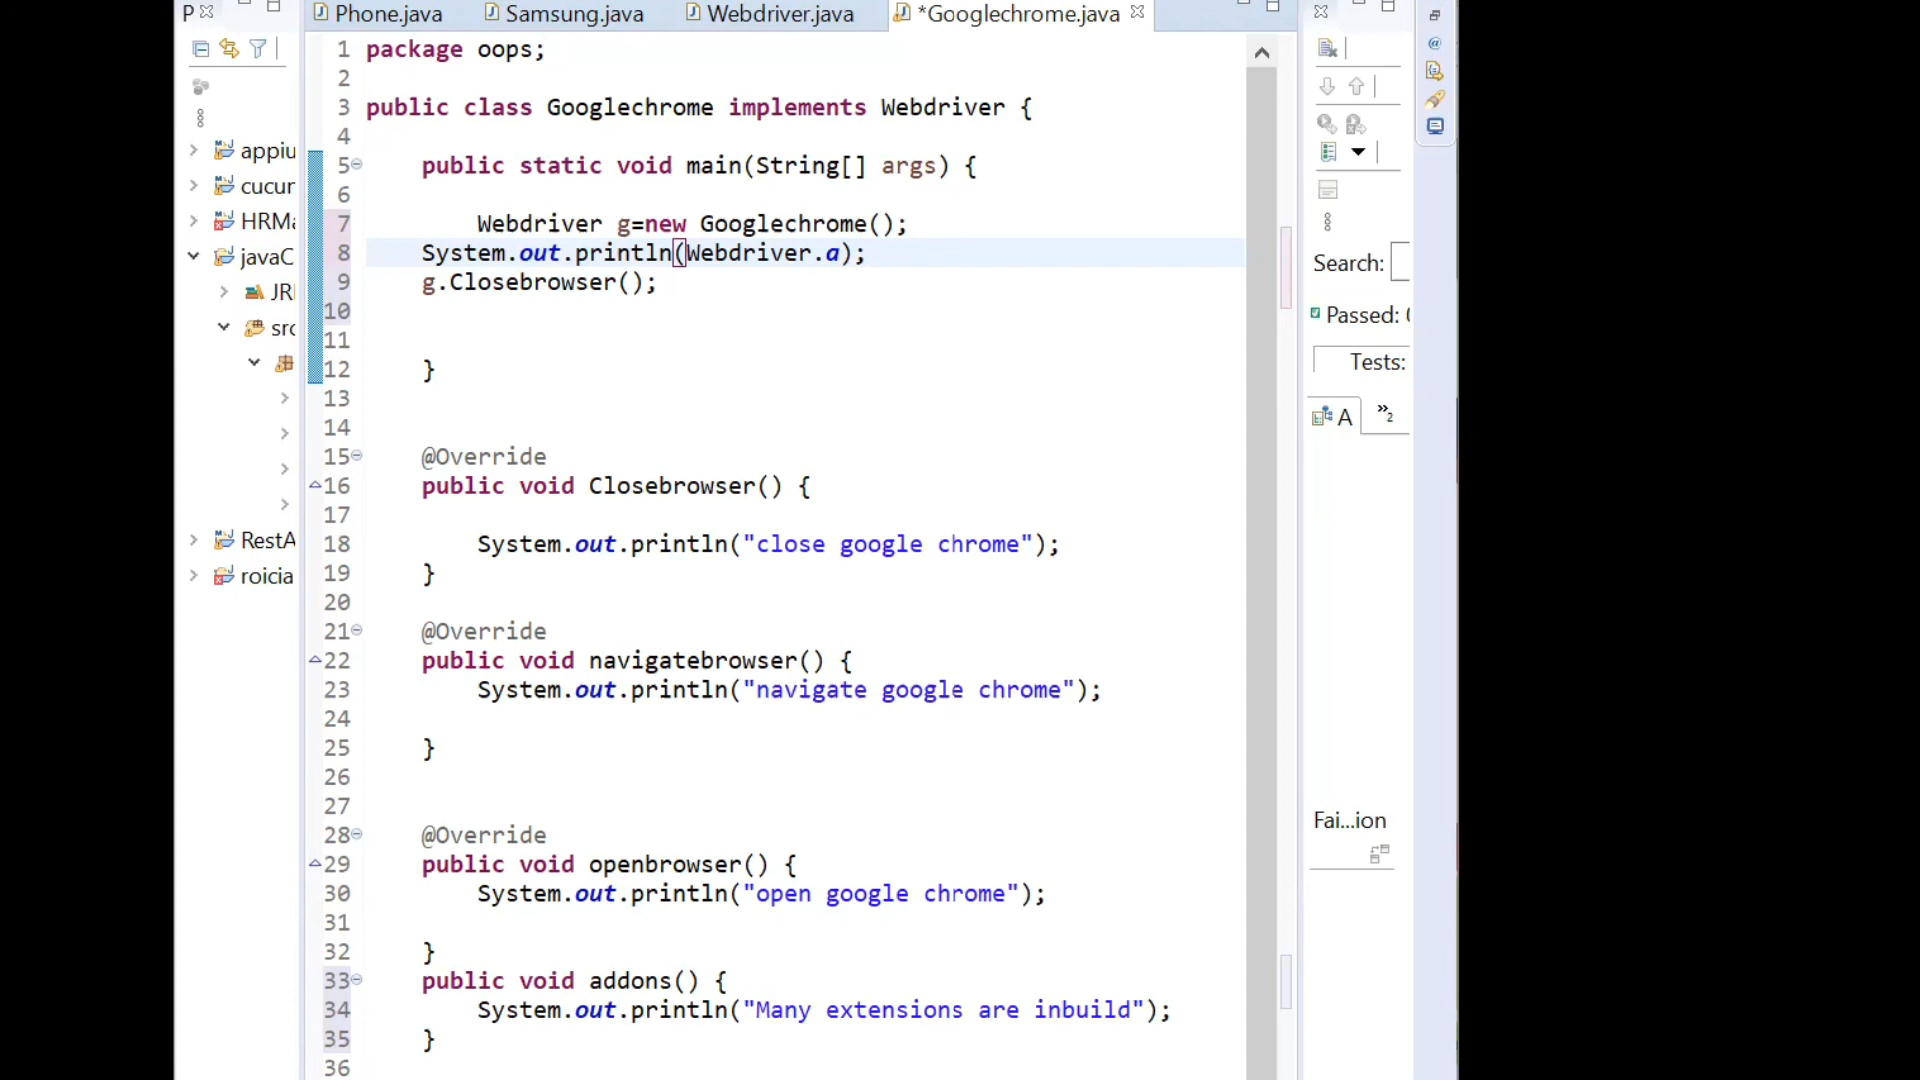 P
Phone.java
Samsung.java
Webdriver.java
*Googlechrome.java
1 package oops;
2
3 public class Googlechrome implements Webdriver {
4
5 public static void main(String[] args) {
6
7 Webdriver g=new Googlechrome();
8 System.out.println(Webdriver.a);
9 g.Closebrowser();
10
11
12 }
13
14
15 @Override
16 public void Closebrowser() {
17
18 System.out.println("close google chrome");
19 }
20
21 @Override
22 public void navigatebrowser() {
23 System.out.println("navigate google chrome");
24
25 }
26
27
28 @Override
29 public void openbrowser() {
30 System.out.println("open google chrome");
31
32 }
33 public void addons() {
34 System.out.println("Many extensions are inbuild");
35 }
36
appiu
cucur
HRMa
javaC
JRI
src
RestA
roicia
Search:
Passed:
Tests:
A
»2
Fai...ion